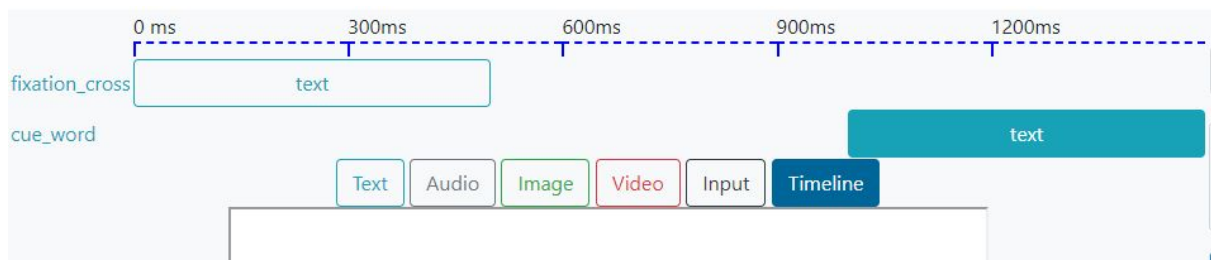 0 ms 300ms 600ms 900ms 1200ms
fixation_cross text
cue_word text
Text Audio Image Video Input Timeline